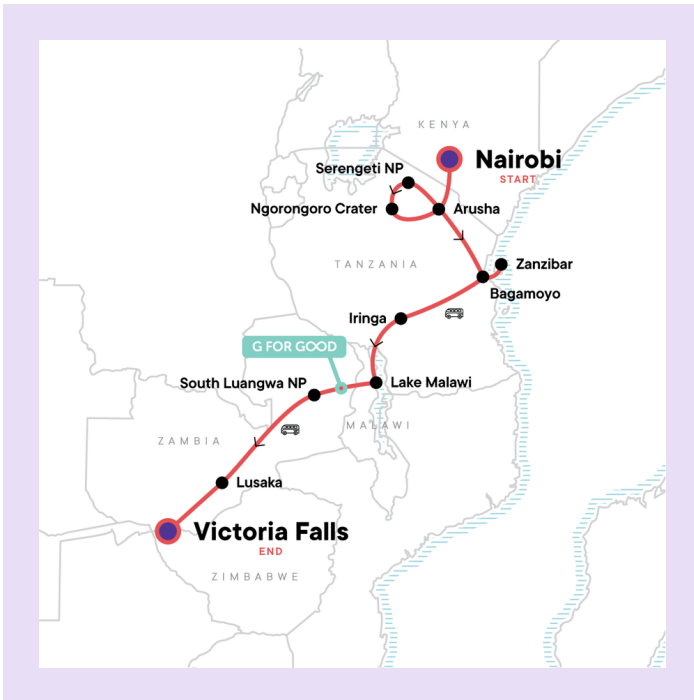 KENYA
Nairobi
START
Serengeti NP
Ngorongoro Crater
Arusha
TANZANIA
Zanzibar
Bagamoyo
Iringa
G FOR GOOD
South Luangwa NP
Lake Malawi
MALAWI
ZAMBIA
Lusaka
Victoria Falls
END
ZIMBABWE